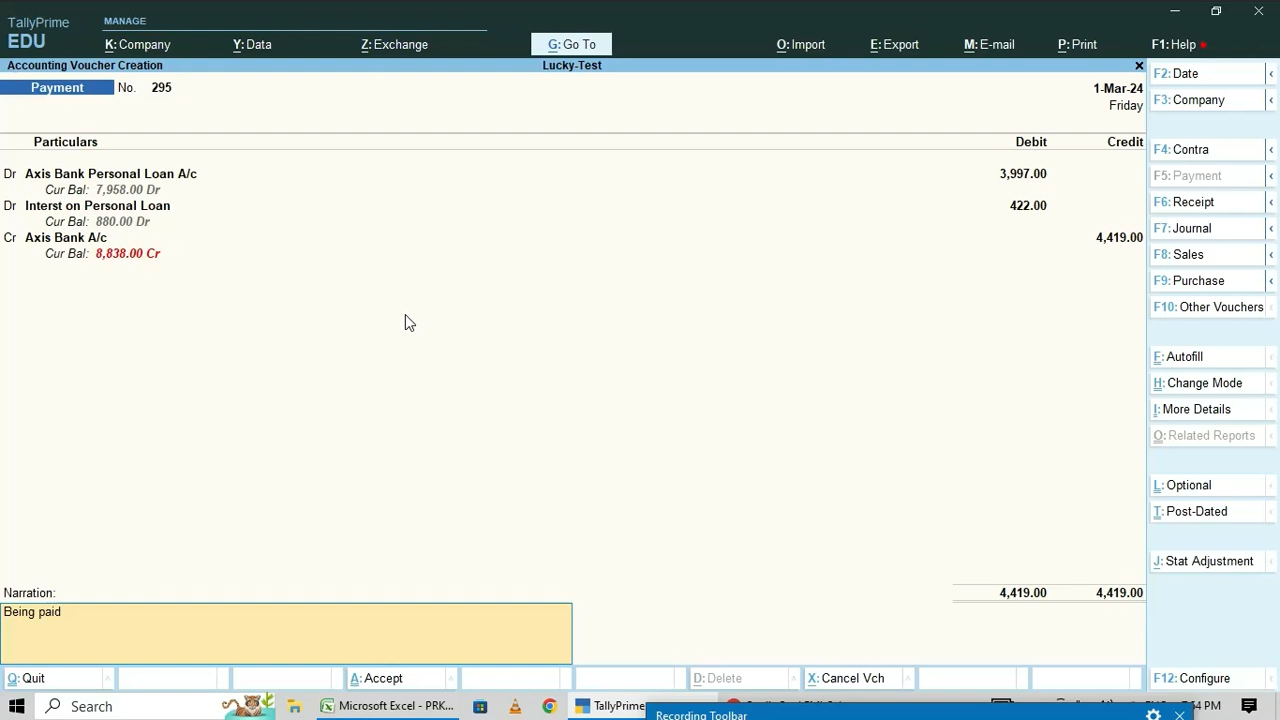 TallyPrime
EDU
MANAGE
K: Company
Y: Data
Z: Exchange
G: Go To
O: Import
E: Export
M: E-mail
P: Print
F1: Help
Accounting Voucher Creation
Lucky-Test
Payment No. 295
1-Mar-24
Friday
Particulars
Debit
Credit
Dr Axis Bank Personal Loan A/c 3,997.00
Cur Bal: 7,958.00 Dr
Dr Interst on Personal Loan 422.00
Cur Bal: 880.00 Dr
Cr Axis Bank A/c 4,419.00
Cur Bal: 8,838.00 Cr
Narration:
4,419.00 4,419.00
Being paid
F2: Date
F3: Company
F4: Contra
F5: Payment
F6: Receipt
F7: Journal
F8: Sales
F9: Purchase
F10: Other Vouchers
F: Autofill
H: Change Mode
I: More Details
O: Related Reports
L: Optional
T: Post-Dated
J: Stat Adjustment
Q: Quit
A: Accept
D: Delete
X: Cancel Vch
F12: Configure
Search
Microsoft Excel - PRK...
TallyPrime
Recording Toolbar